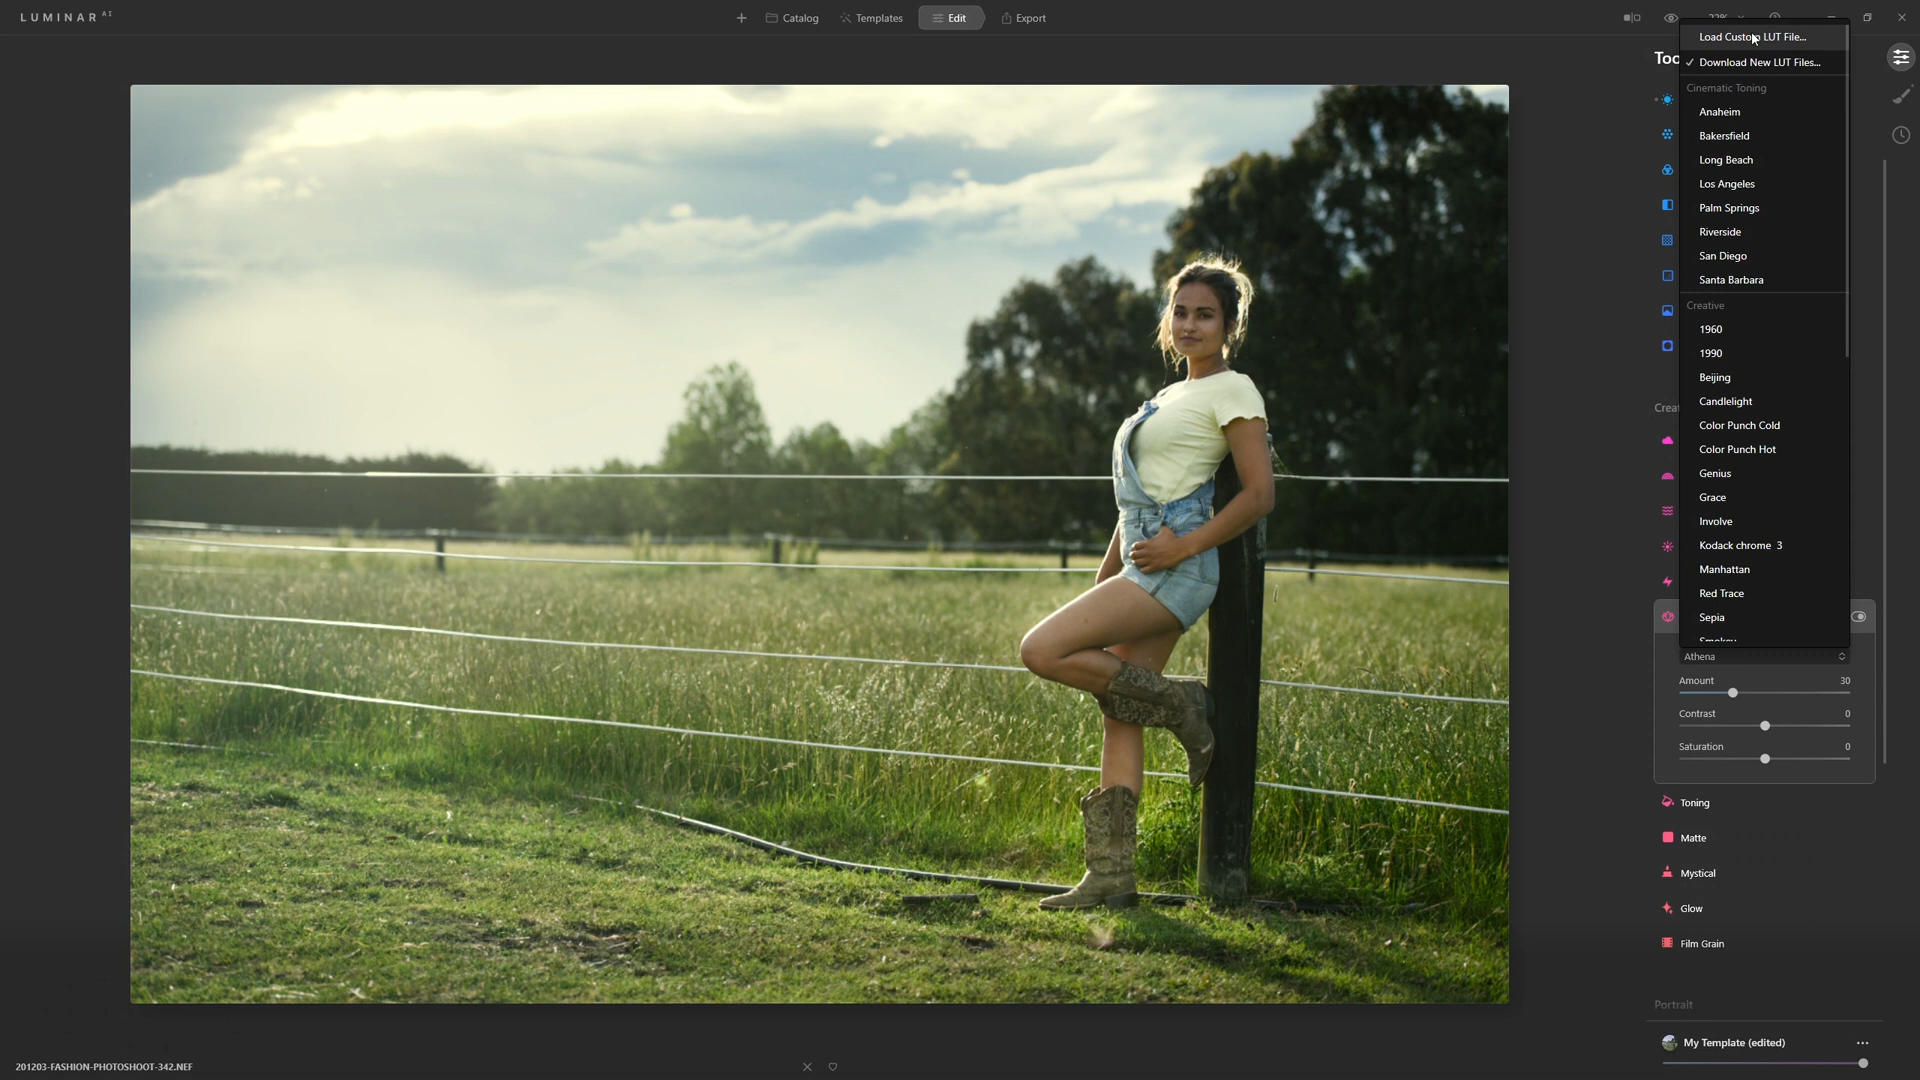 LUMINAR AI
Catalog
Templates
Edit
Export
Load Custom LUT File...
Download New LUT Files...
Cinematic Toning
Anaheim
Bakersfield
Long Beach
Los Angeles
Palm Springs
Riverside
San Diego
Santa Barbara
Creative
1960
1990
Beijing
Candlelight
Color Punch Cold
Color Punch Hot
Genius
Grace
Involve
Kodack chrome 3
Manhattan
Red Trace
Sepia
Athena
Amount 30
Contrast 0
Saturation 0
Toning
Matte
Mystical
Glow
Film Grain
Portrait
My Template (edited)
201203-FASHION-PHOTOSHOOT-342.NEF